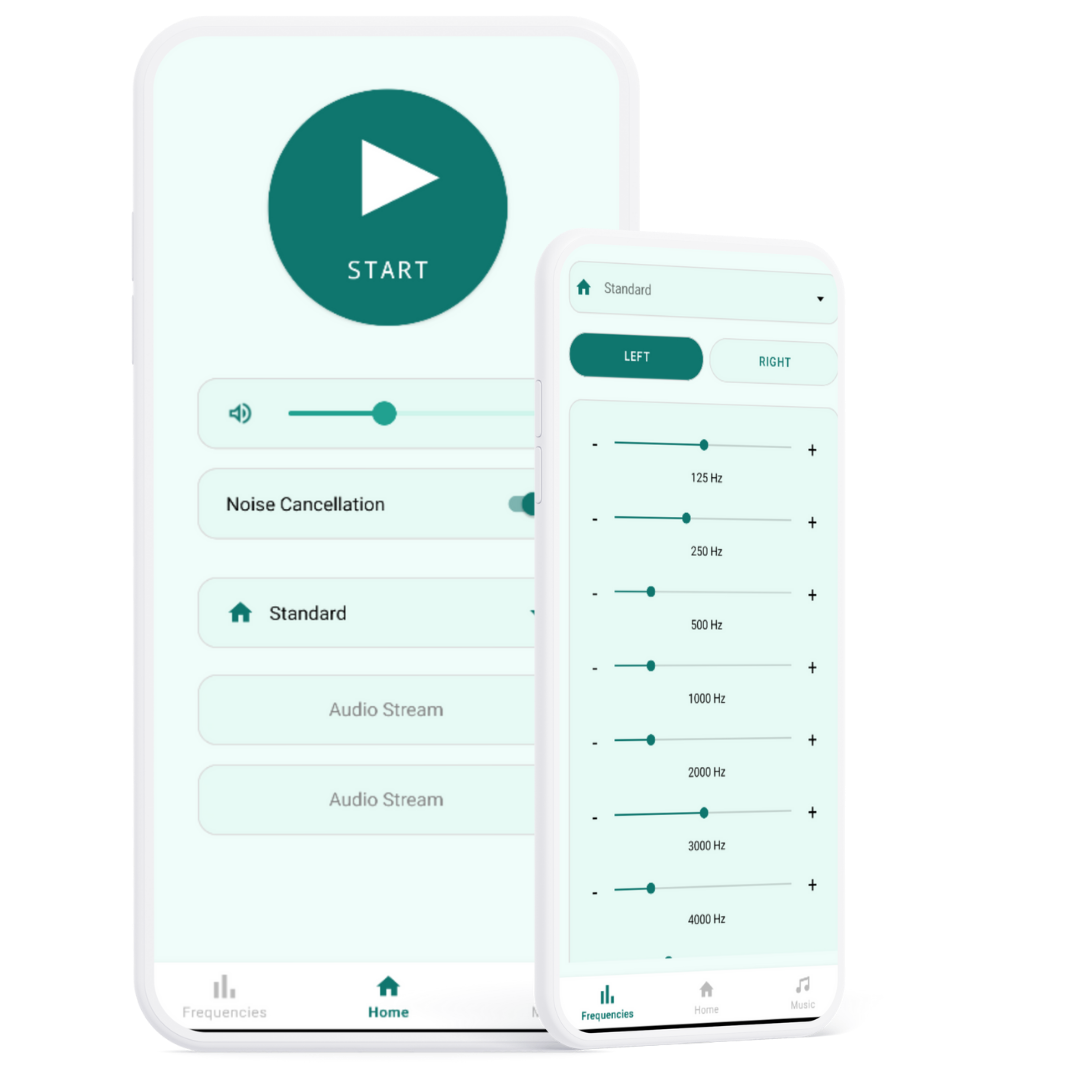 START
Noise Cancellation
Standard
Audio Stream
Audio Stream
Frequencies
Home
Standard
LEFT
RIGHT
-
+
125 Hz
-
+
250 Hz
-
+
500 Hz
-
+
1000 Hz
-
+
2000 Hz
-
+
3000 Hz
-
+
4000 Hz
Frequencies
Home
Music